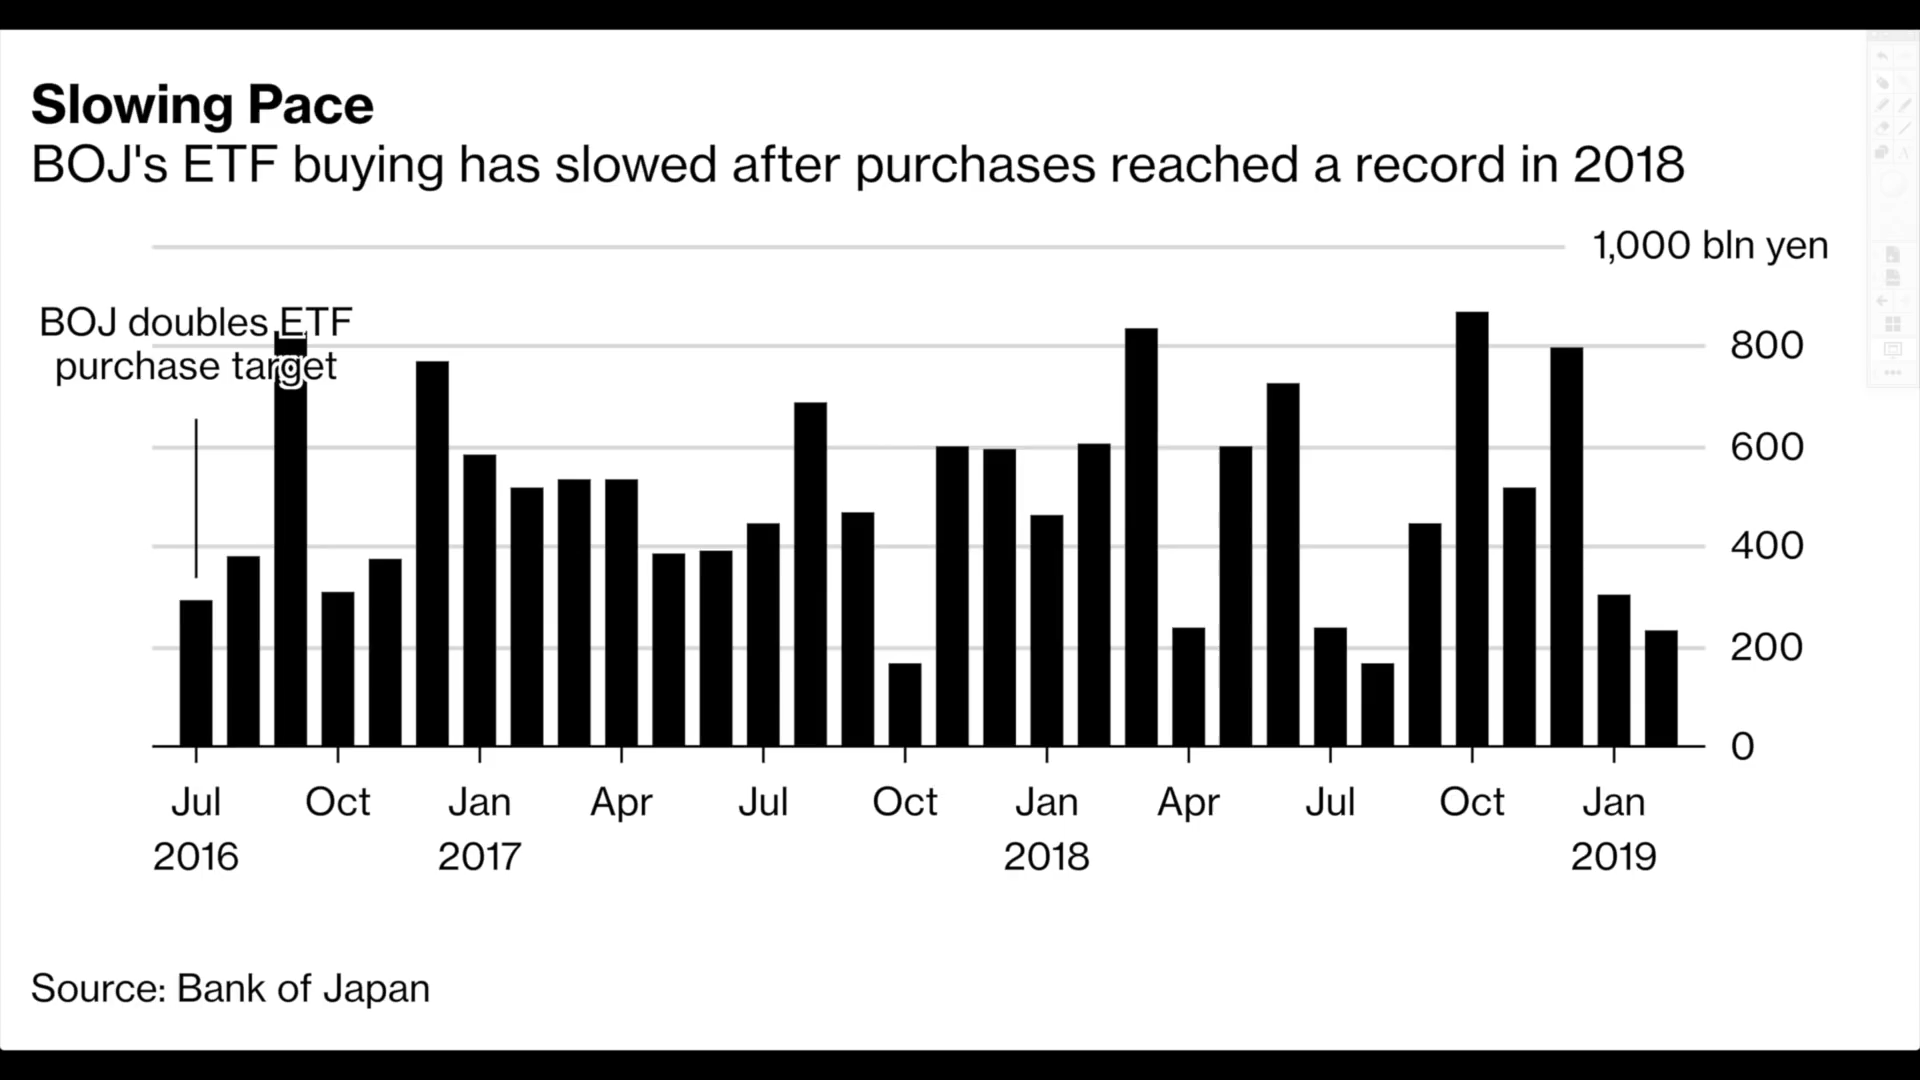 Slowing Pace
BOJ's ETF buying has slowed after purchases reached a record in 2018
1,000 bln yen
BOJ doubles ETF
purchase target
800
600
400
200
0
Jul Oct Jan Apr Jul Oct Jan Apr Jul Oct Jan
2016 2017 2018 2019
Source: Bank of Japan